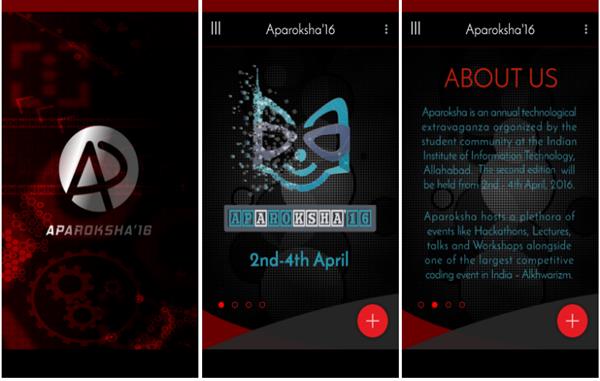 AP
APAROKSHA'16
Aparoksha'16
APAROKSHA'16
2nd-4th April
Aparoksha'16
ABOUT US
Aparoksha is an annual technological
extravaganza orgonized by the
student community at the Indian
Institute of Information Technology,
Allahabad. The second edition will
be held from 2nd - 4th April, 2016.
Aparoksha hosts a plethora of
events like Hackathons, Lectures,
talks and Workshops alongside
one of the largest competitive
coding event in India - Alkhwarizm.